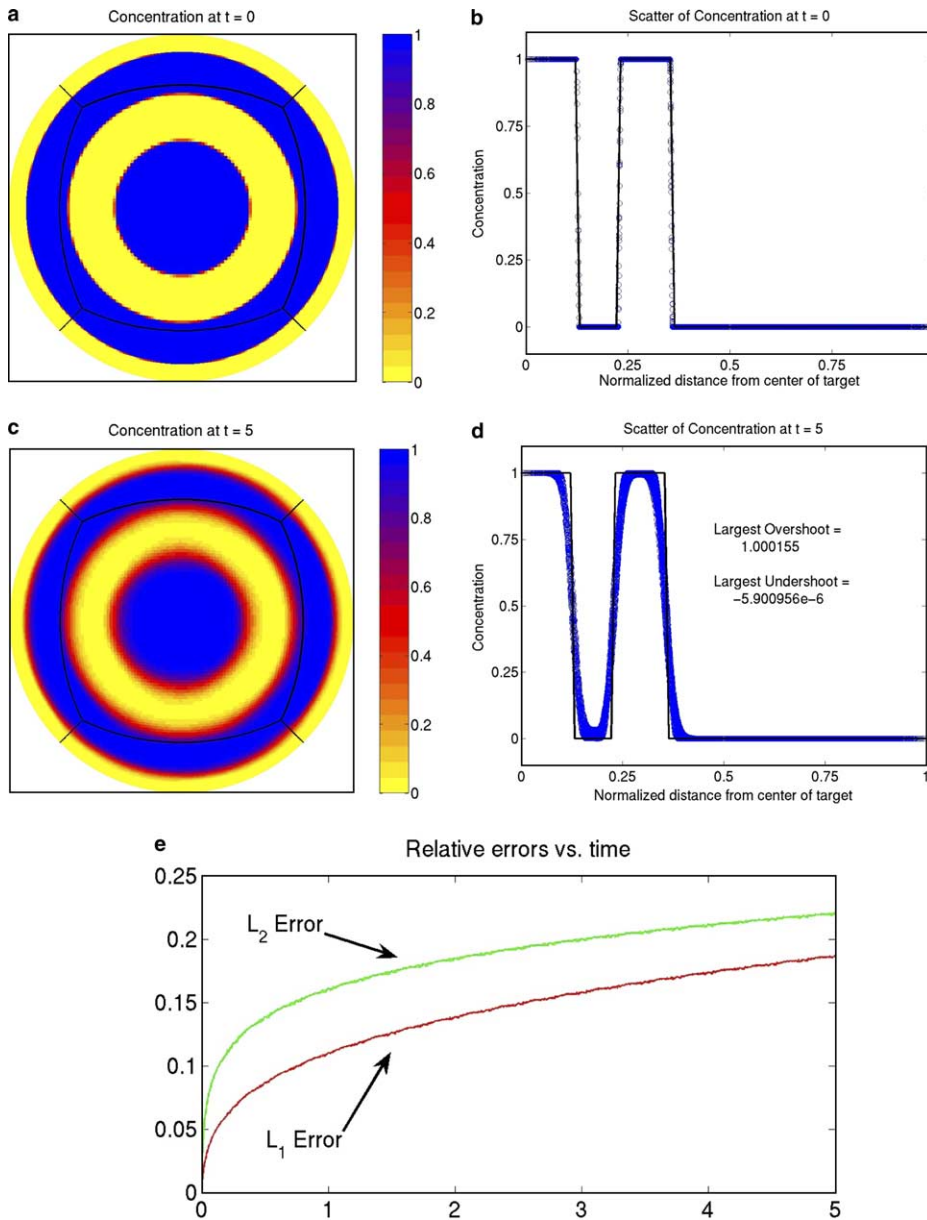 a
Concentration at t = 0
1
0.8
0.6
0.4
0.2
0
b
Scatter of Concentration at t = 0
1
0.75
0.5
0.25
0
Concentration
0
0.25
0.5
0.75
Normalized distance from center of target
c
Concentration at t = 5
1
0.8
0.6
0.4
0.2
0
d
Scatter of Concentration at t = 5
1
0.75
0.5
0.25
0
Concentration
Largest Overshoot =
1.000155
Largest Undershoot =
−5.900956e−6
0
0.25
0.5
0.75
1
Normalized distance from center of target
e
Relative errors vs. time
0.25
0.2
0.15
0.1
0.05
0
L2 Error
L1 Error
0
1
2
3
4
5